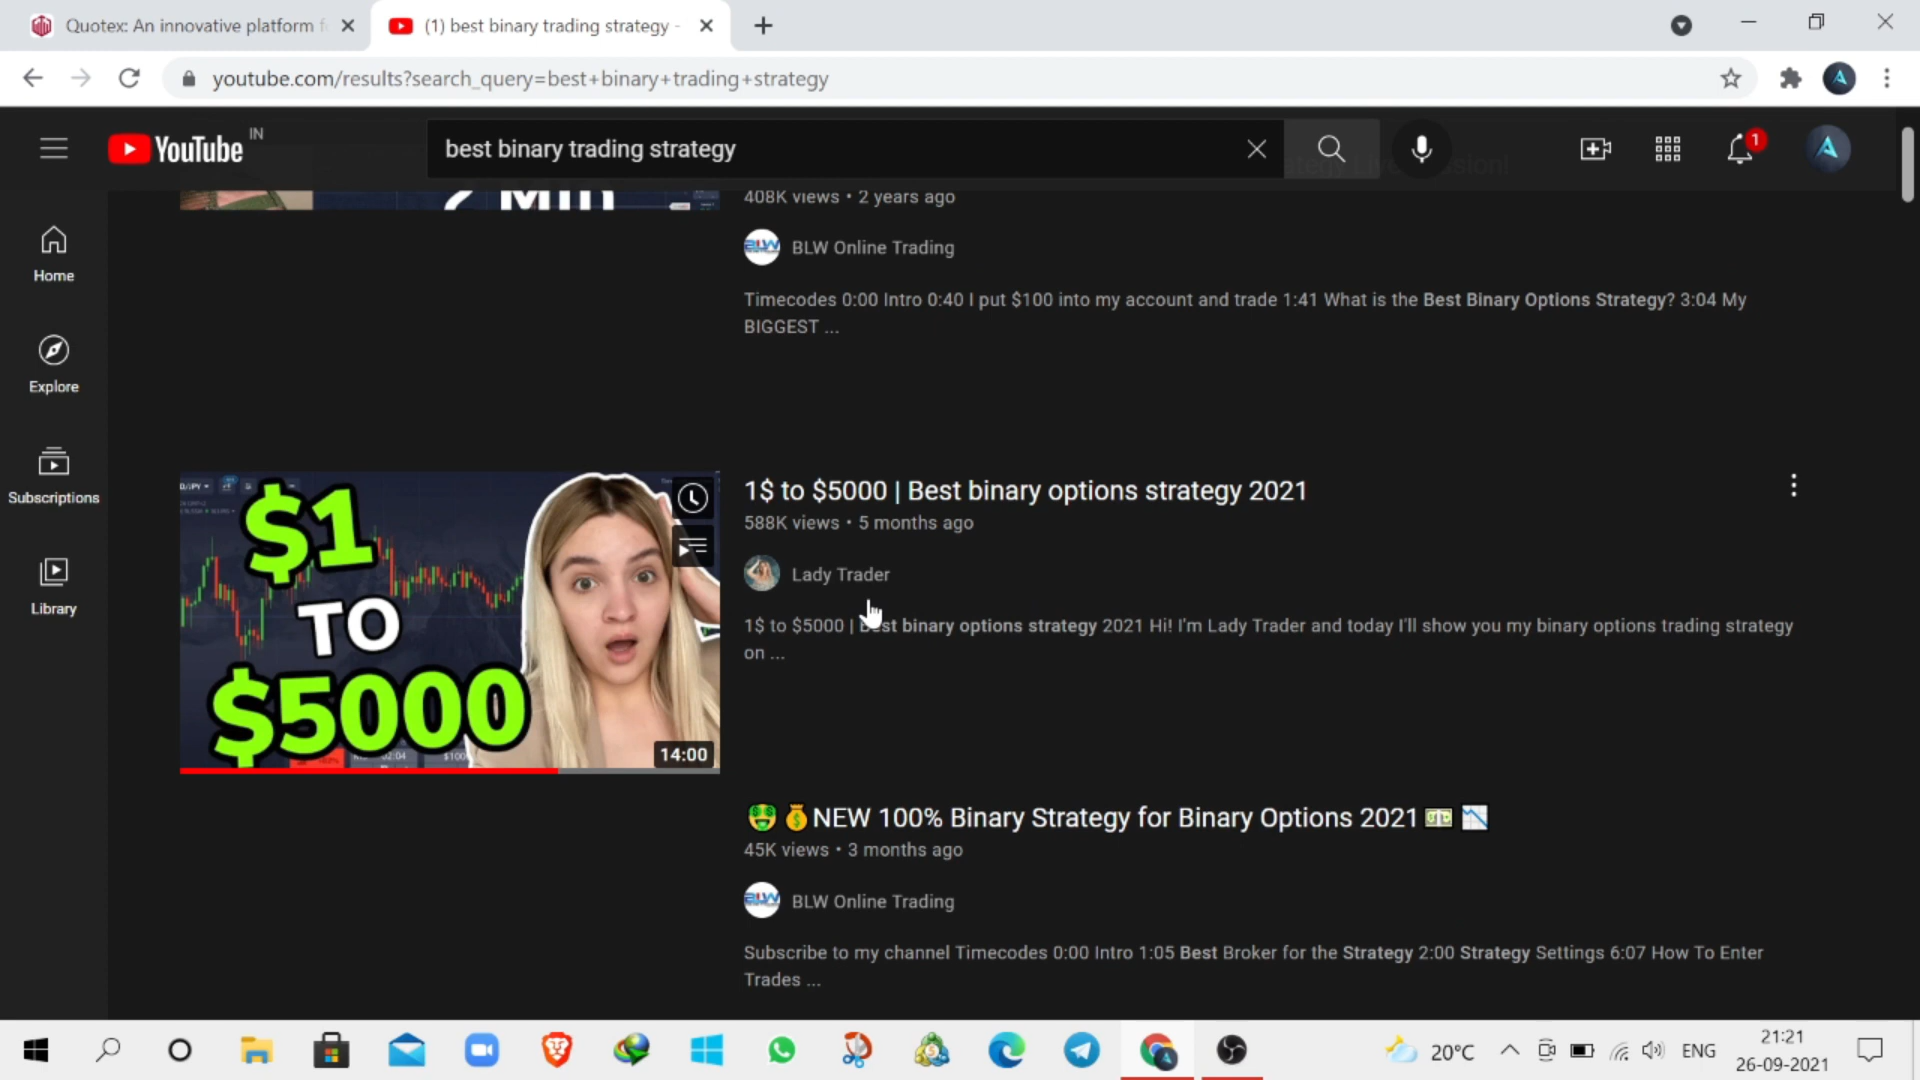 Quotex: An innovative platform f
(1) best binary trading strategy -
youtube.com/results?search_query=best+binary+trading+strategy
YouTube IN
best binary trading strategy
1
Home
Explore
Subscriptions
Library
2 Min
408K views • 2 years ago
BLW Online Trading
Timecodes 0:00 Intro 0:40 I put $100 into my account and trade 1:41 What is the Best Binary Options Strategy? 3:04 My
BIGGEST ...
$1
TO
$5000
14:00
1$ to $5000 | Best binary options strategy 2021
588K views • 5 months ago
Lady Trader
1$ to $5000 | Best binary options strategy 2021 Hi! I'm Lady Trader and today I'll show you my binary options trading strategy
on ...
🤑💰NEW 100% Binary Strategy for Binary Options 2021💵📉
45K views • 3 months ago
BLW Online Trading
Subscribe to my channel Timecodes 0:00 Intro 1:05 Best Broker for the Strategy 2:00 Strategy Settings 6:07 How To Enter
Trades ...
20°C
ENG
21:21
26-09-2021